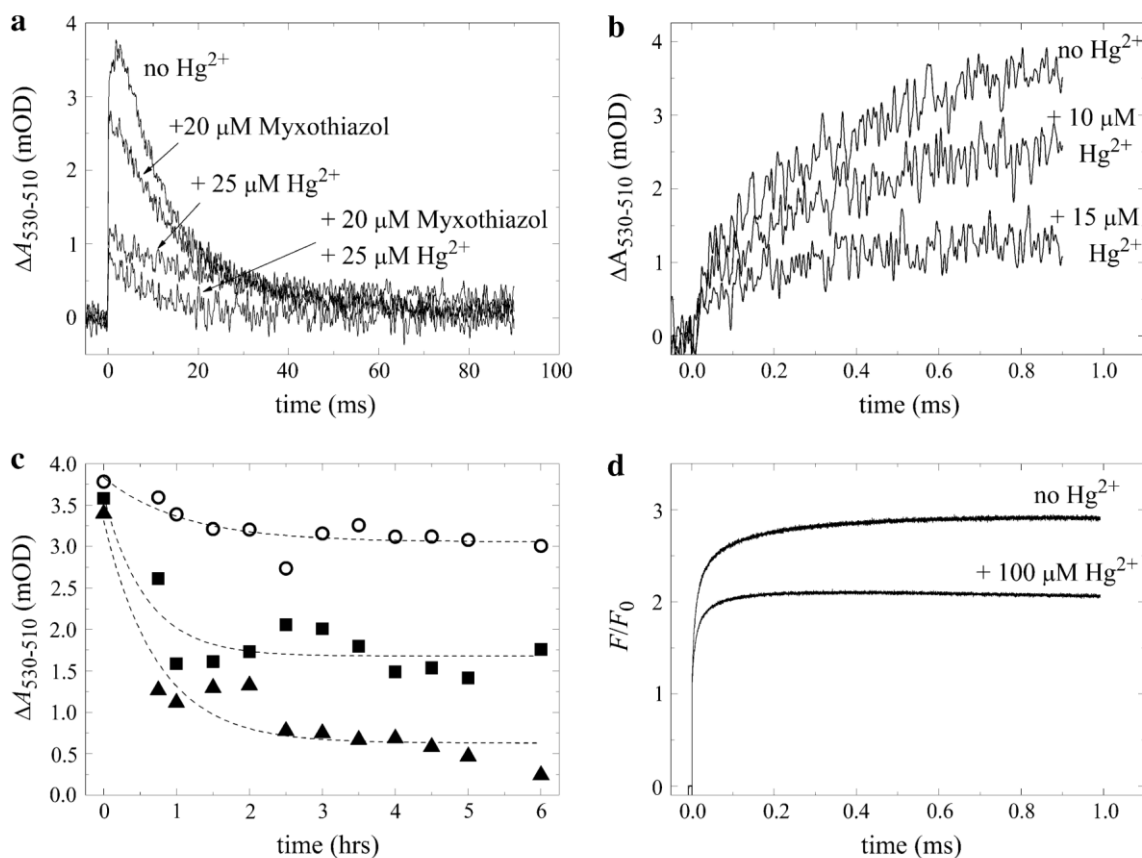 a
4
3
2
1
0
ΔA530-510 (mOD)
no Hg2+
+20 μM Myxothiazol
+ 25 μM Hg2+
+ 20 μM Myxothiazol
+ 25 μM Hg2+
0 20 40 60 80 100
time (ms)
b
4
3
2
1
0
ΔA530-510 (mOD)
no Hg2+
+ 10 μM
Hg2+
+ 15 μM
Hg2+
0.0 0.2 0.4 0.6 0.8 1.0
time (ms)
c
4.0
3.5
3.0
2.5
2.0
1.5
1.0
0.5
0.0
ΔA530-510 (mOD)
0 1 2 3 4 5 6
time (hrs)
d
3
2
1
0
F/F0
no Hg2+
+ 100 μM Hg2+
0.0 0.2 0.4 0.6 0.8 1.0
time (ms)